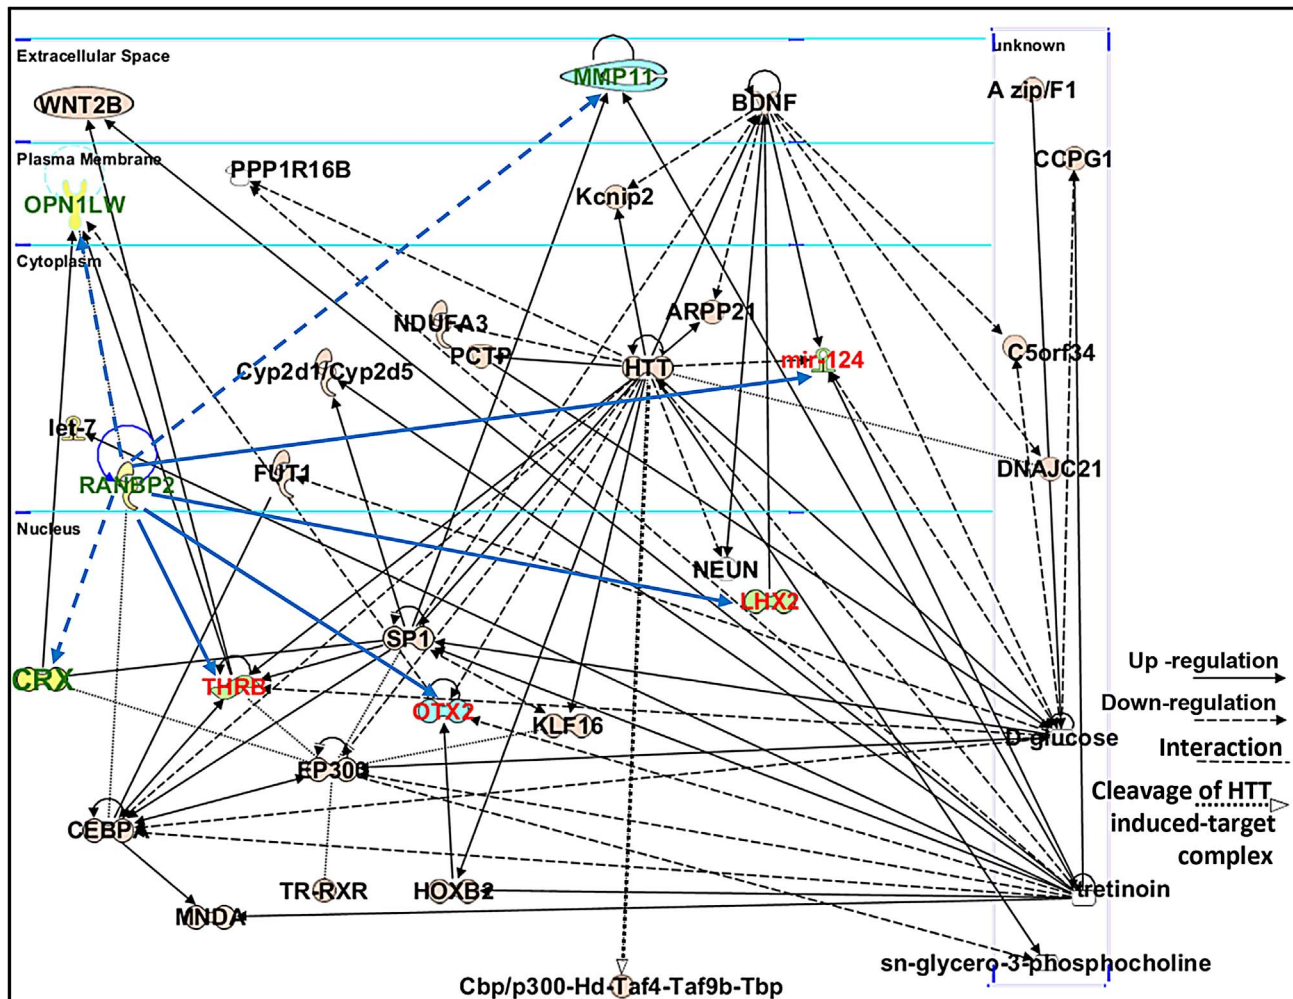 Extracellular Space
unknown
MMP11
A zip/F1
WNT2B
BDNF
Plasma Membrane
CCPG1
PPP1R16B
Kcnip2
OPN1LW
Cytoplasm
ARPP21
NDUFA3
PCTP
C5orf34
HTT
mir-124
Cyp2d1/Cyp2d5
let-7
DNAJC21
FUT1
RANBP2
Nucleus
NEUN
LHX2
SP1
Up -regulation
CRX
THRB
Down-regulation
OTX2
KLF16
D-glucose
Interaction
EP300
Cleavage of HTT
induced-target
complex
CEBPA
TR-RXR
HOXB2
tretinoin
MNDA
sn-glycero-3-phosphocholine
Cbp/p300-Hd-Taf4-Taf9b-Tbp